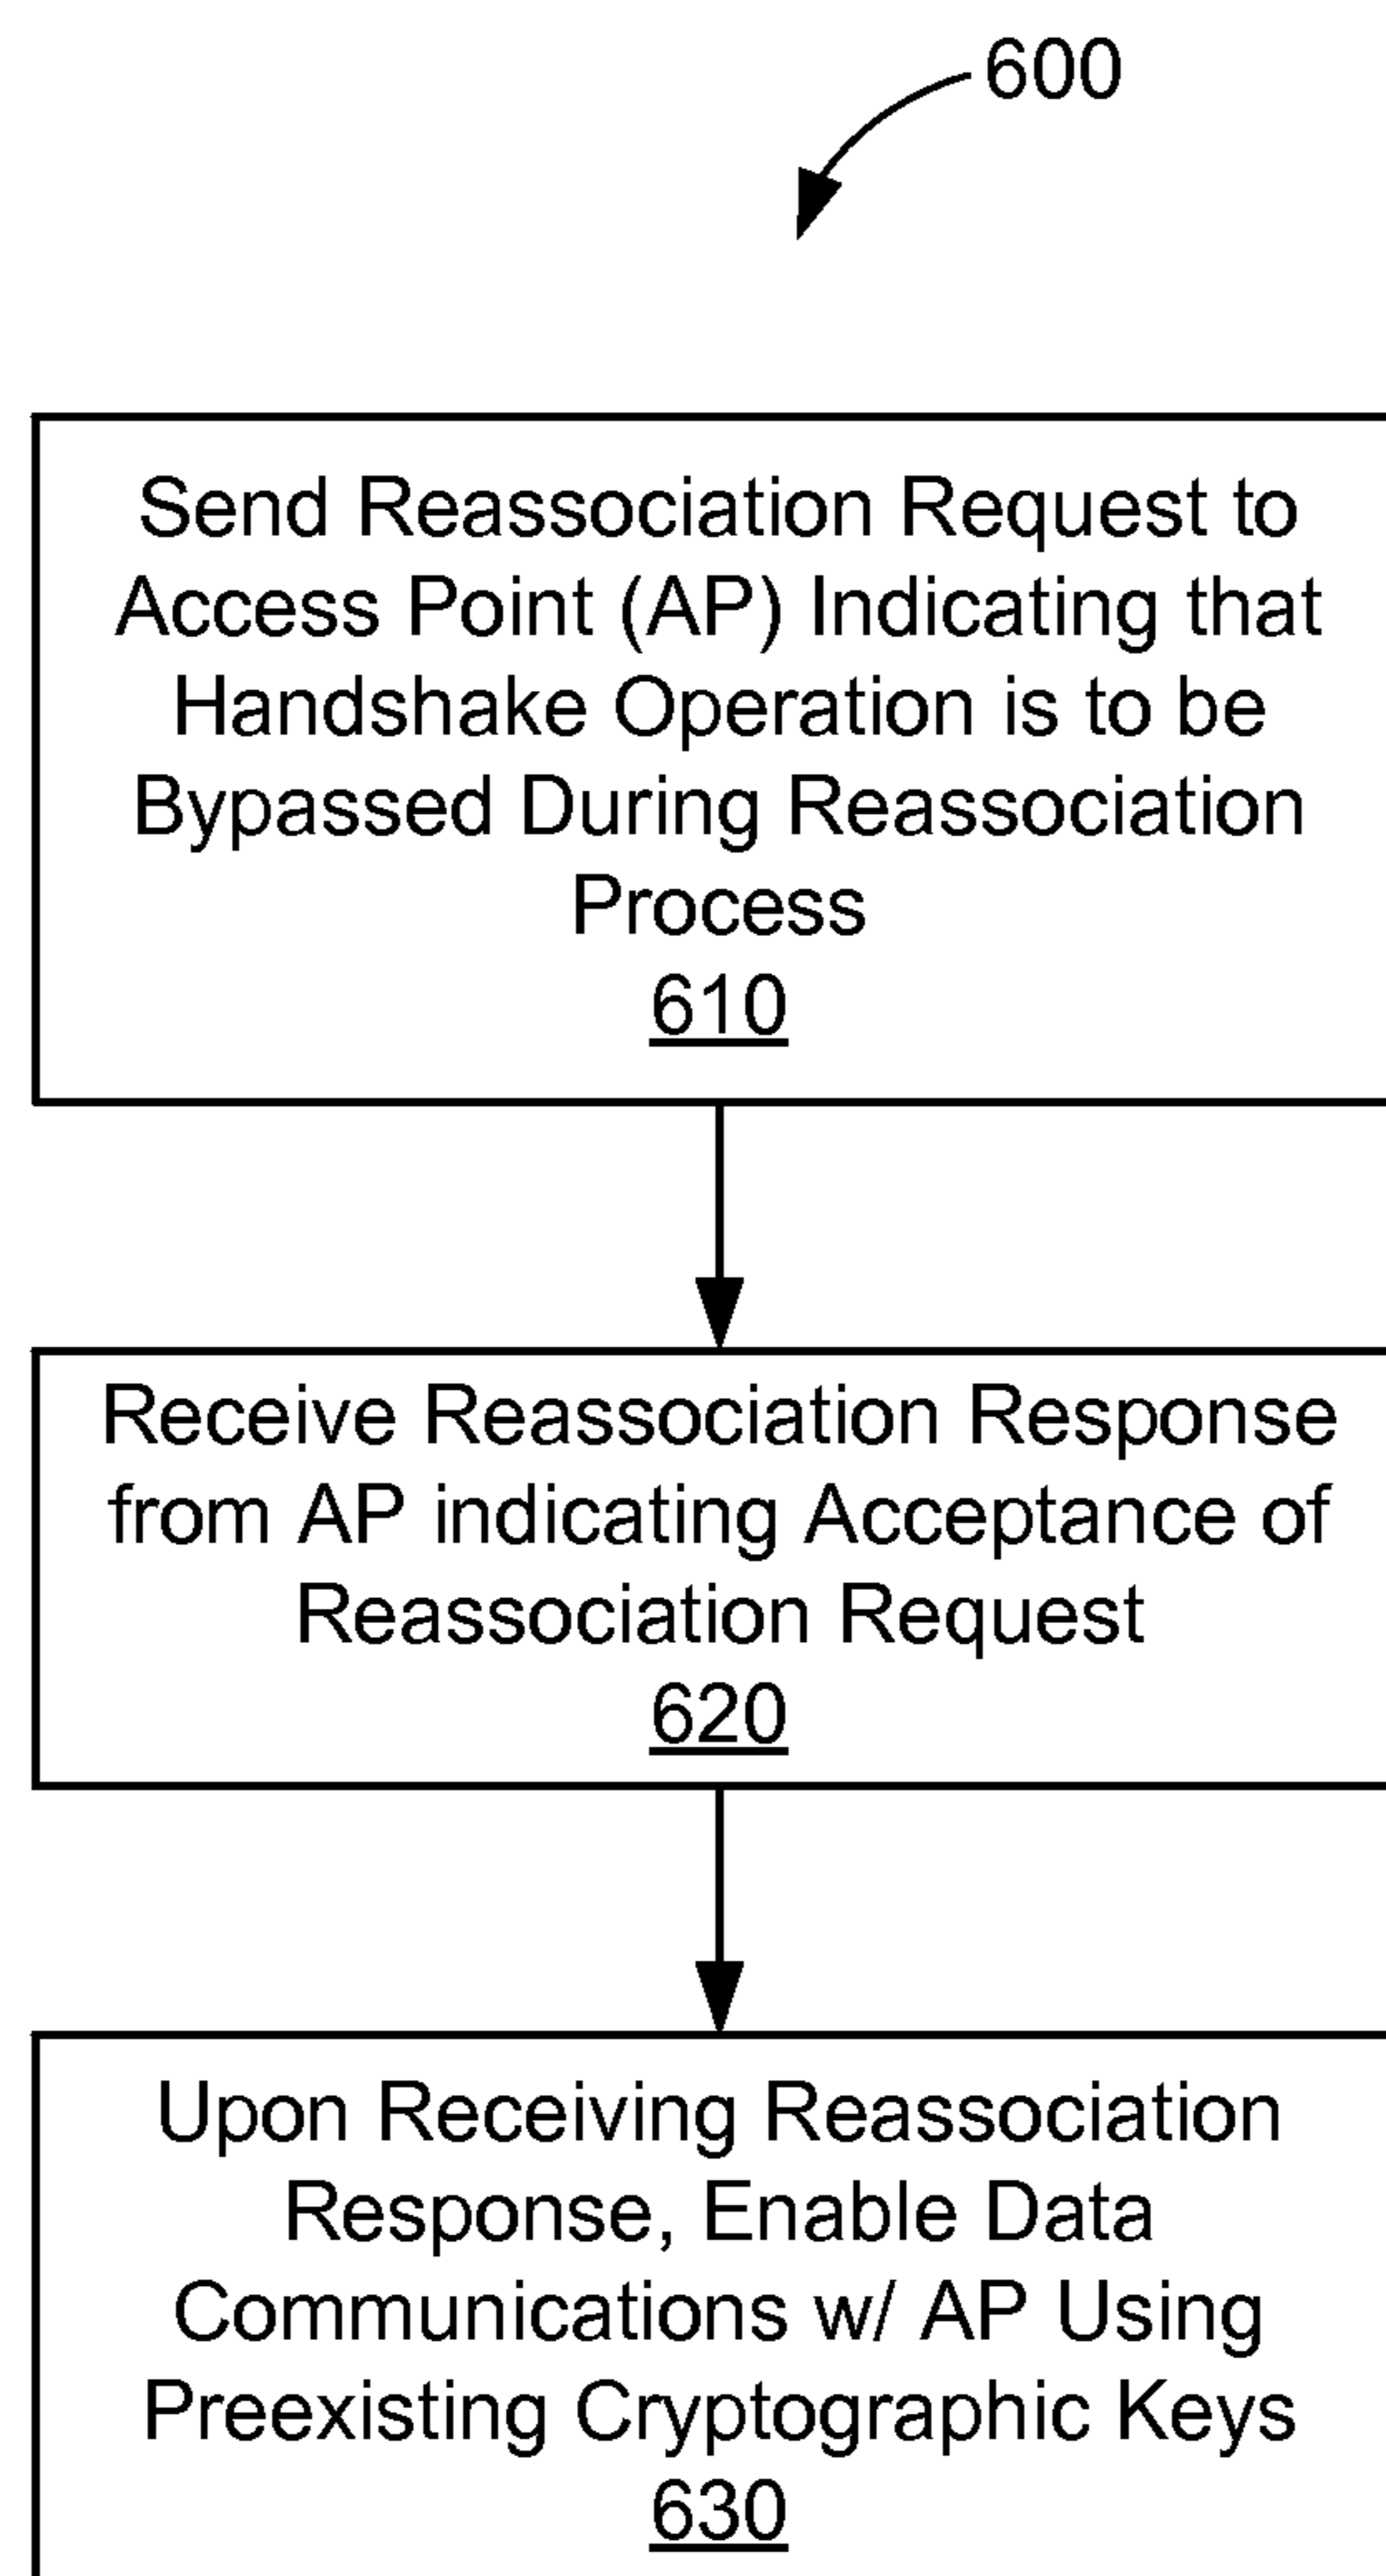 600
Send Reassociation Request to
Access Point (AP) Indicating that
Handshake Operation is to be
Bypassed During Reassociation
Process
610
Receive Reassociation Response
from AP indicating Acceptance of
Reassociation Request
620
Upon Receiving Reassociation
Response, Enable Data
Communications w/ AP Using
Preexisting Cryptographic Keys
630